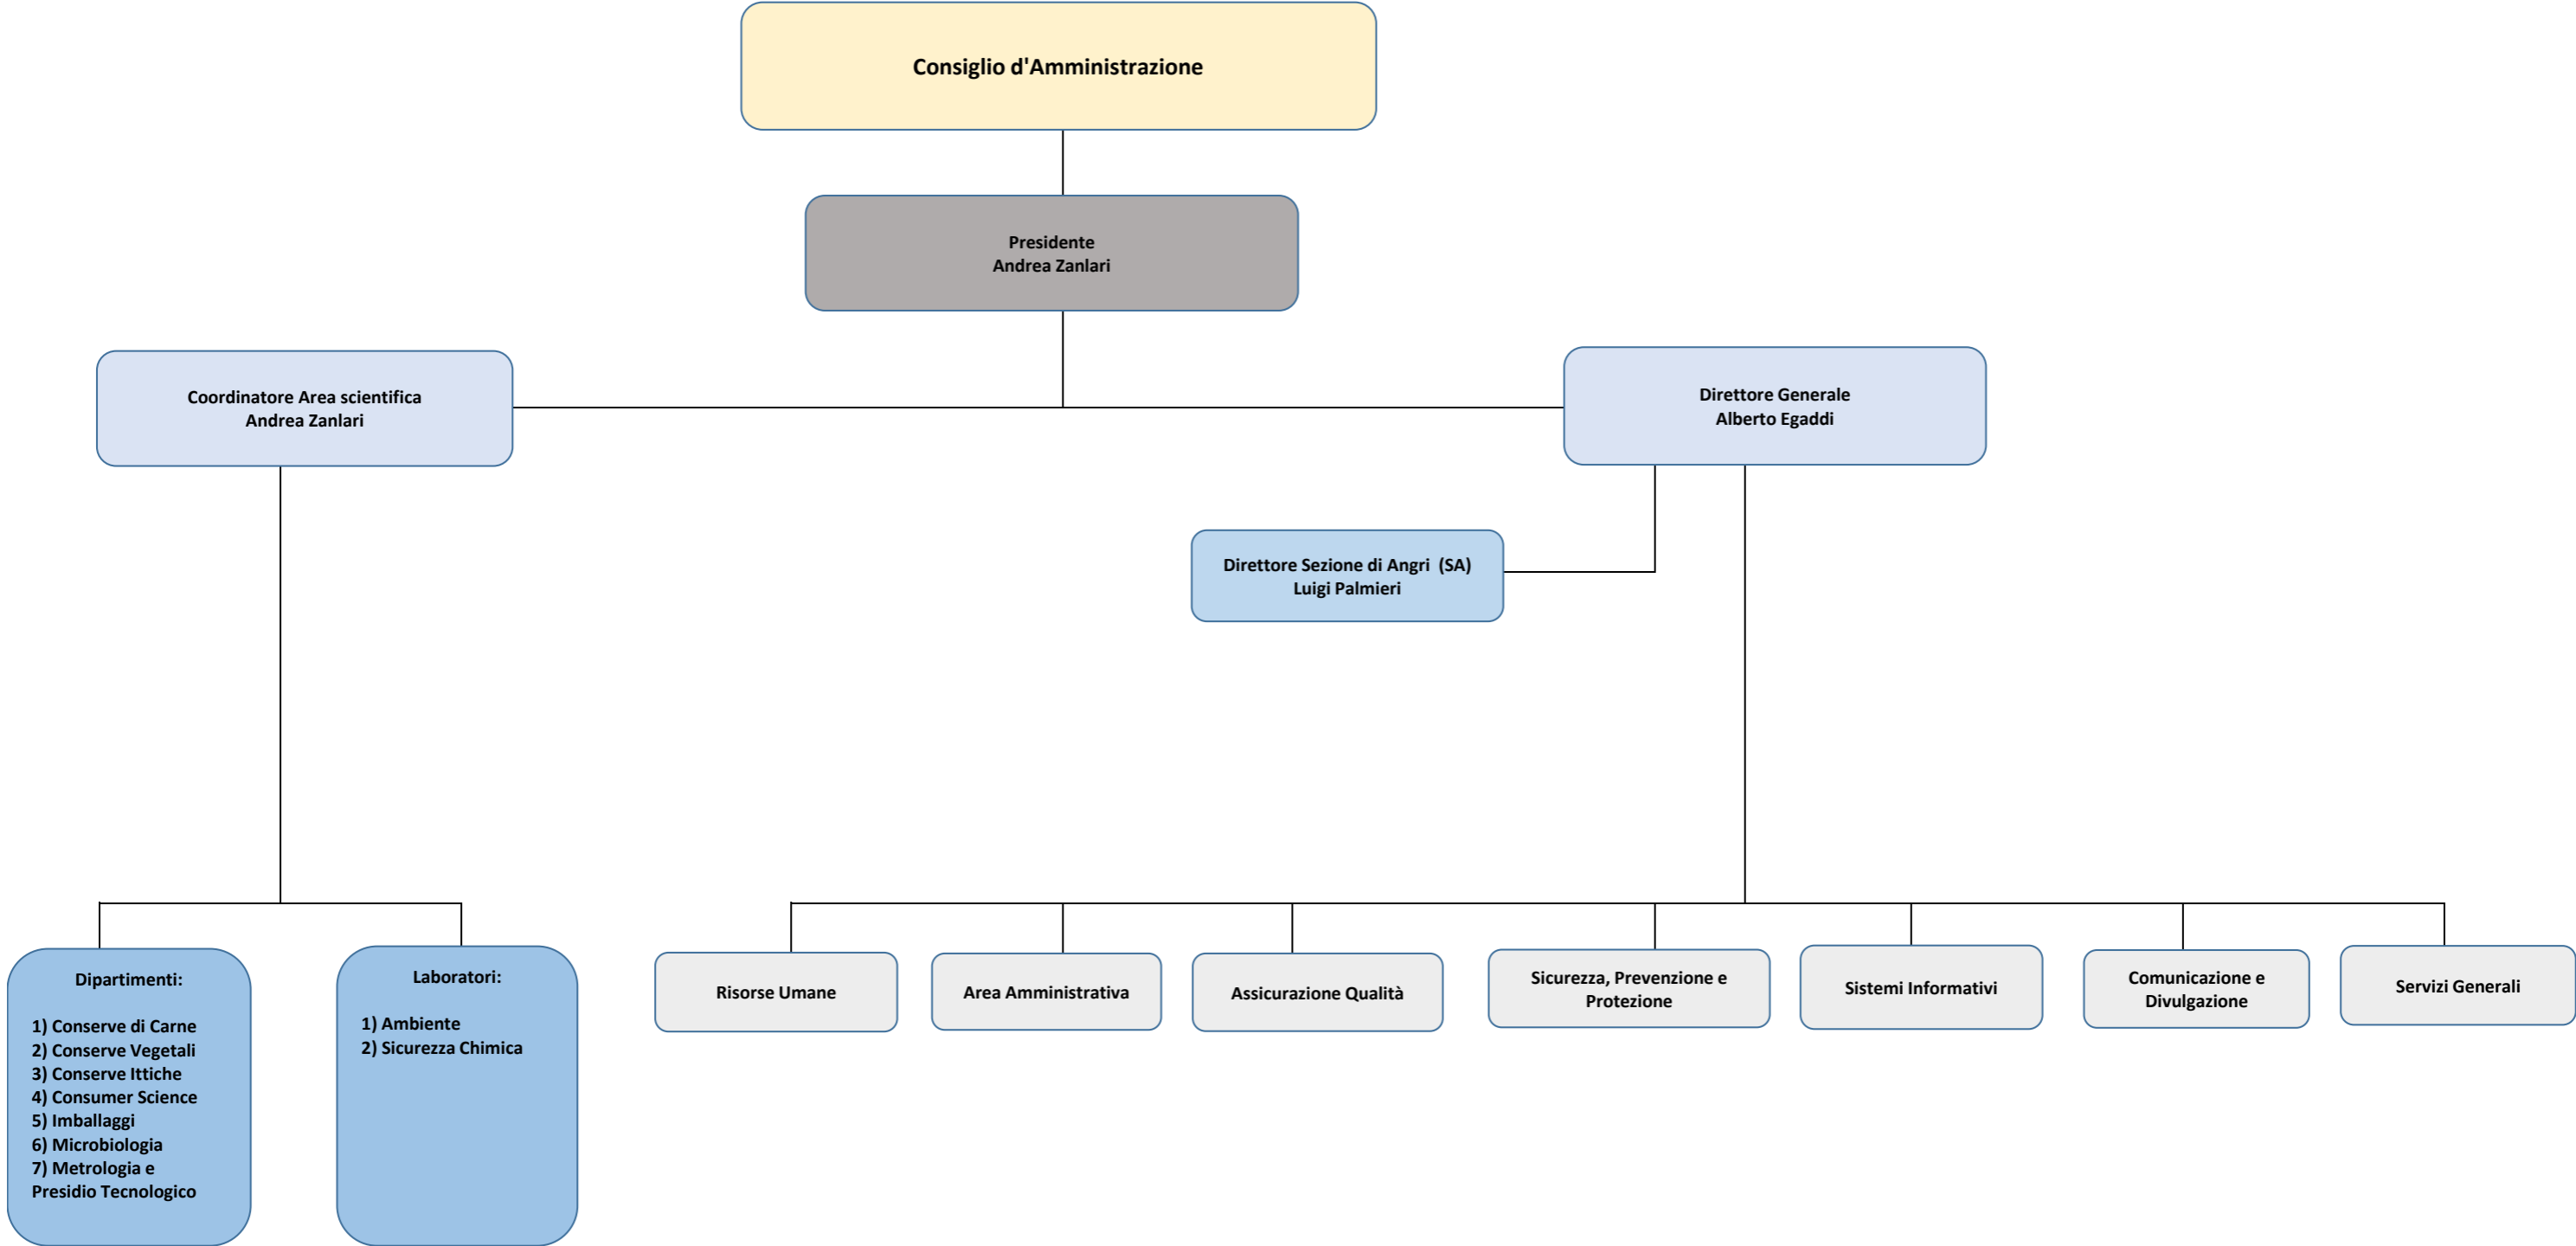 Consiglio d'Amministrazione
Presidente
Andrea Zanlari
Coordinatore Area scientifica
Andrea Zanlari
Direttore Generale
Alberto Egaddi
Direttore Sezione di Angri (SA)
Luigi Palmieri
Dipartimenti:
1) Conserve di Carne
2) Conserve Vegetali
3) Conserve Ittiche
4) Consumer Science
5) Imballaggi
6) Microbiologia
7) Metrologia e
Presidio Tecnologico
Laboratori:
1) Ambiente
2) Sicurezza Chimica
Risorse Umane
Area Amministrativa
Assicurazione Qualità
Sicurezza, Prevenzione e
Protezione
Sistemi Informativi
Comunicazione e
Divulgazione
Servizi Generali